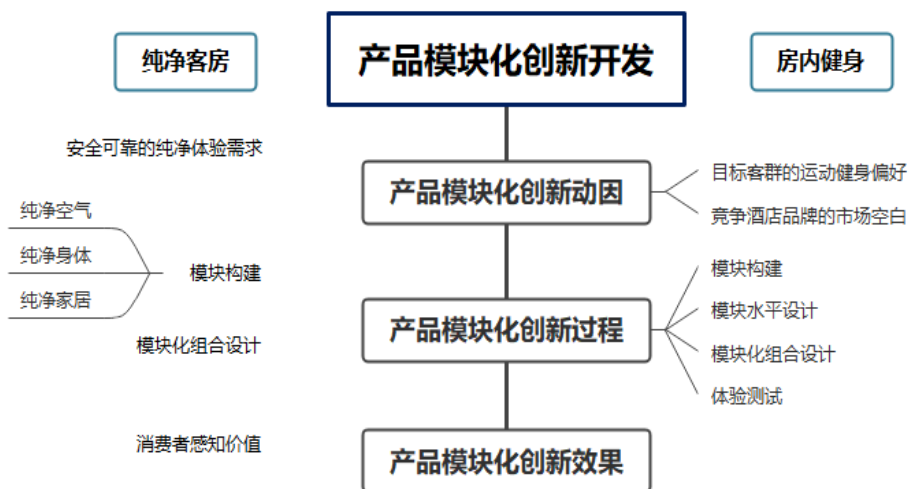 纯净客房
产品模块化创新开发
房内健身
安全可靠的纯净体验需求
产品模块化创新动因
目标客群的运动健身偏好
竞争酒店品牌的市场空白
纯净空气
纯净身体
纯净家居
模块构建
模块化组合设计
产品模块化创新过程
模块构建
模块水平设计
模块化组合设计
体验测试
消费者感知价值
产品模块化创新效果